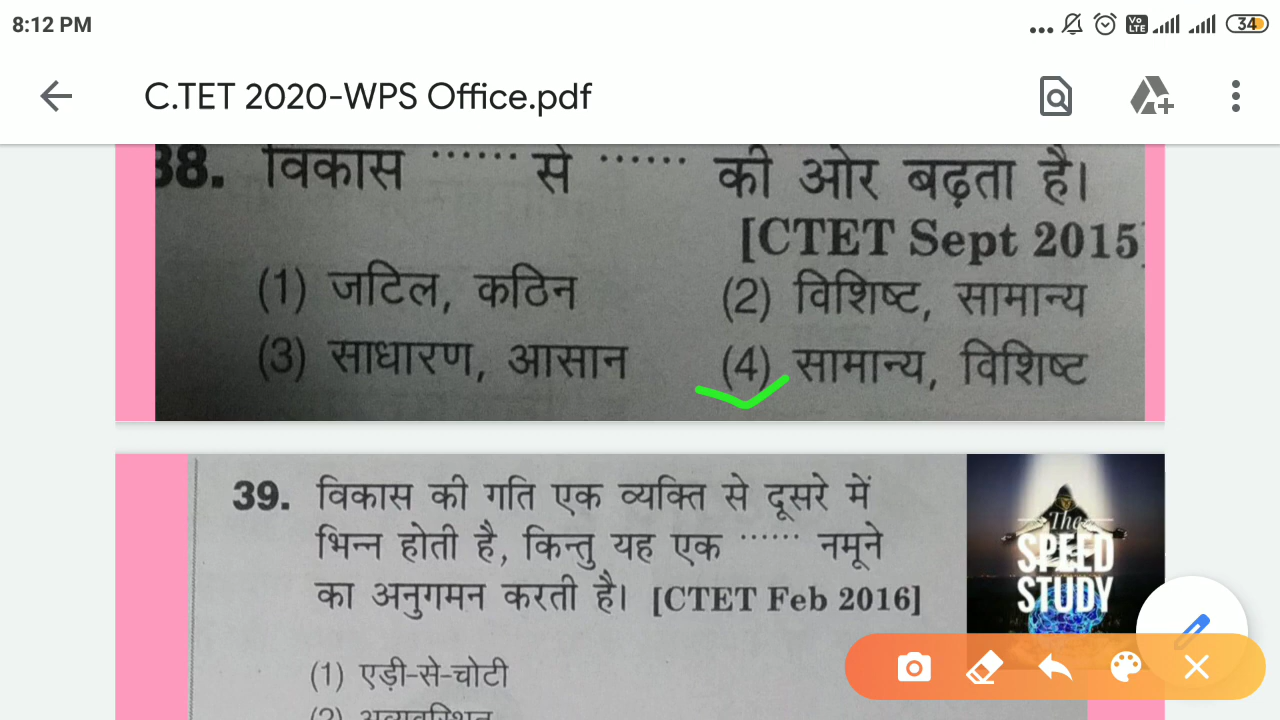 8:12 PM
Vo LTE
34
C.TET 2020-WPS Office.pdf
38. विकास ······ से ······ की ओर बढ़ता है।
[CTET Sept 2015]
(1) जटिल, कठिन (2) विशिष्ट, सामान्य
(3) साधारण, आसान (4) सामान्य, विशिष्ट
39. विकास की गति एक व्यक्ति से दूसरे में
भिन्न होती है, किन्तु यह एक ······ नमूने
का अनुगमन करती है। [CTET Feb 2016]
(1) एड़ी-से-चोटी
The
SPEED
STUDY